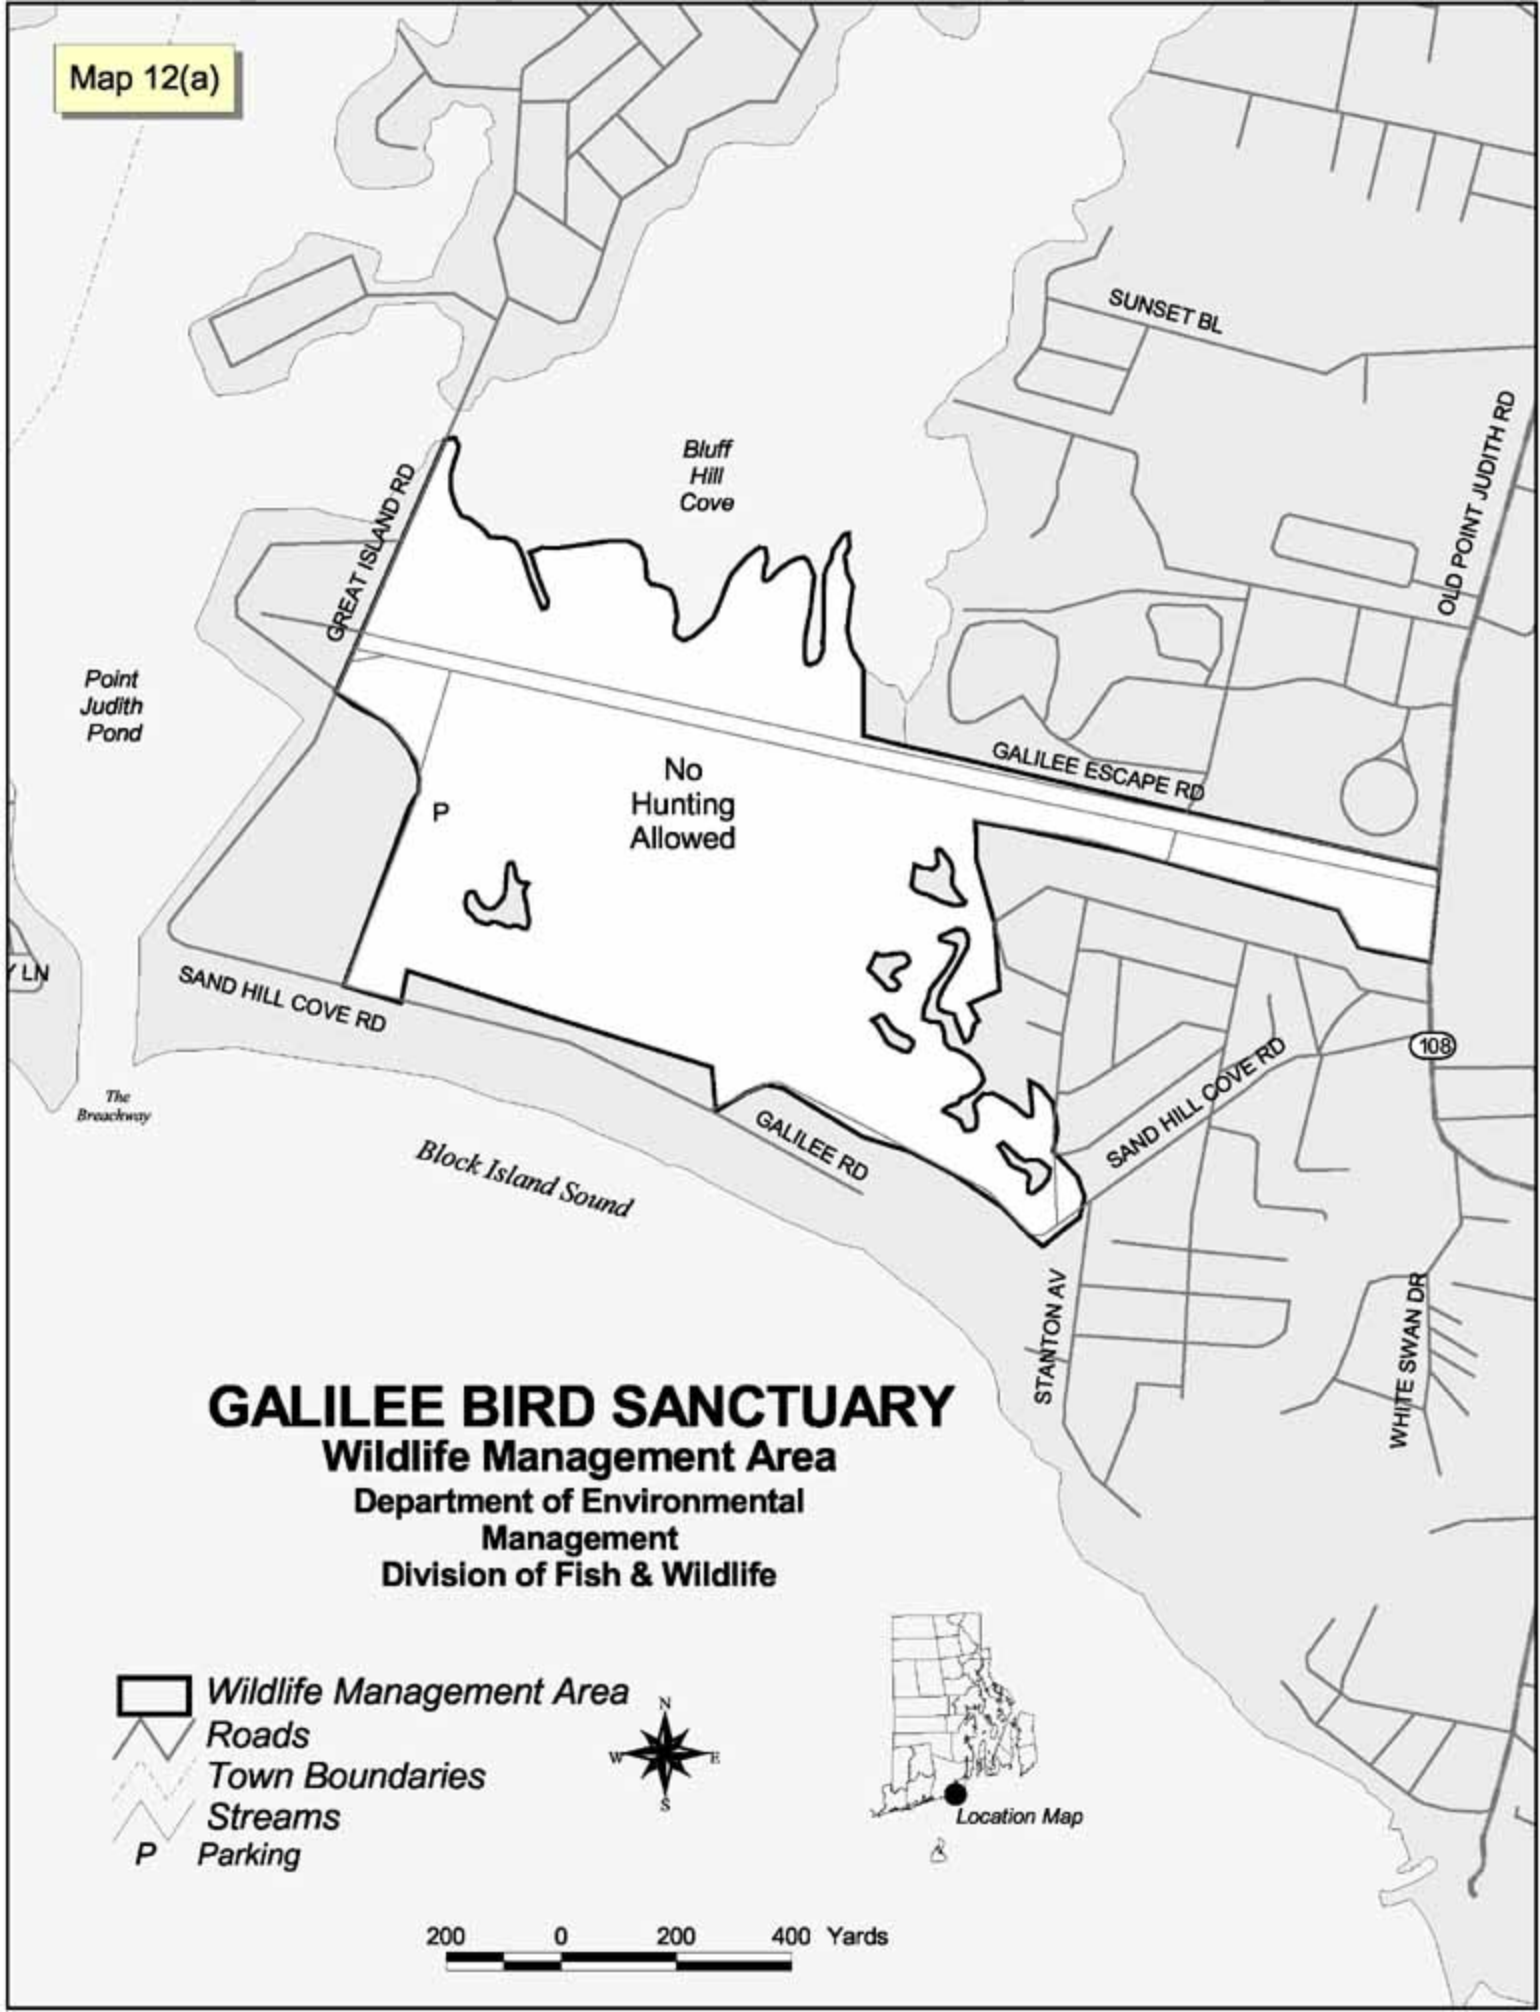 Map 12(a)
SUNSET BL
OLD POINT JUDITH RD
Bluff
Hill
Cove
GREAT ISLAND RD
Point
Judith
Pond
No
Hunting
Allowed
GALILEE ESCAPE RD
P
Y LN
SAND HILL COVE RD
108
SAND HILL COVE RD
The
Breachway
GALILEE RD
Block Island Sound
STANTON AV
WHITE SWAN DR
GALILEE BIRD SANCTUARY
Wildlife Management Area
Department of Environmental
Management
Division of Fish & Wildlife
Wildlife Management Area
Roads
Town Boundaries
Streams
P Parking
N
W E
S
Location Map
200 0 200 400 Yards